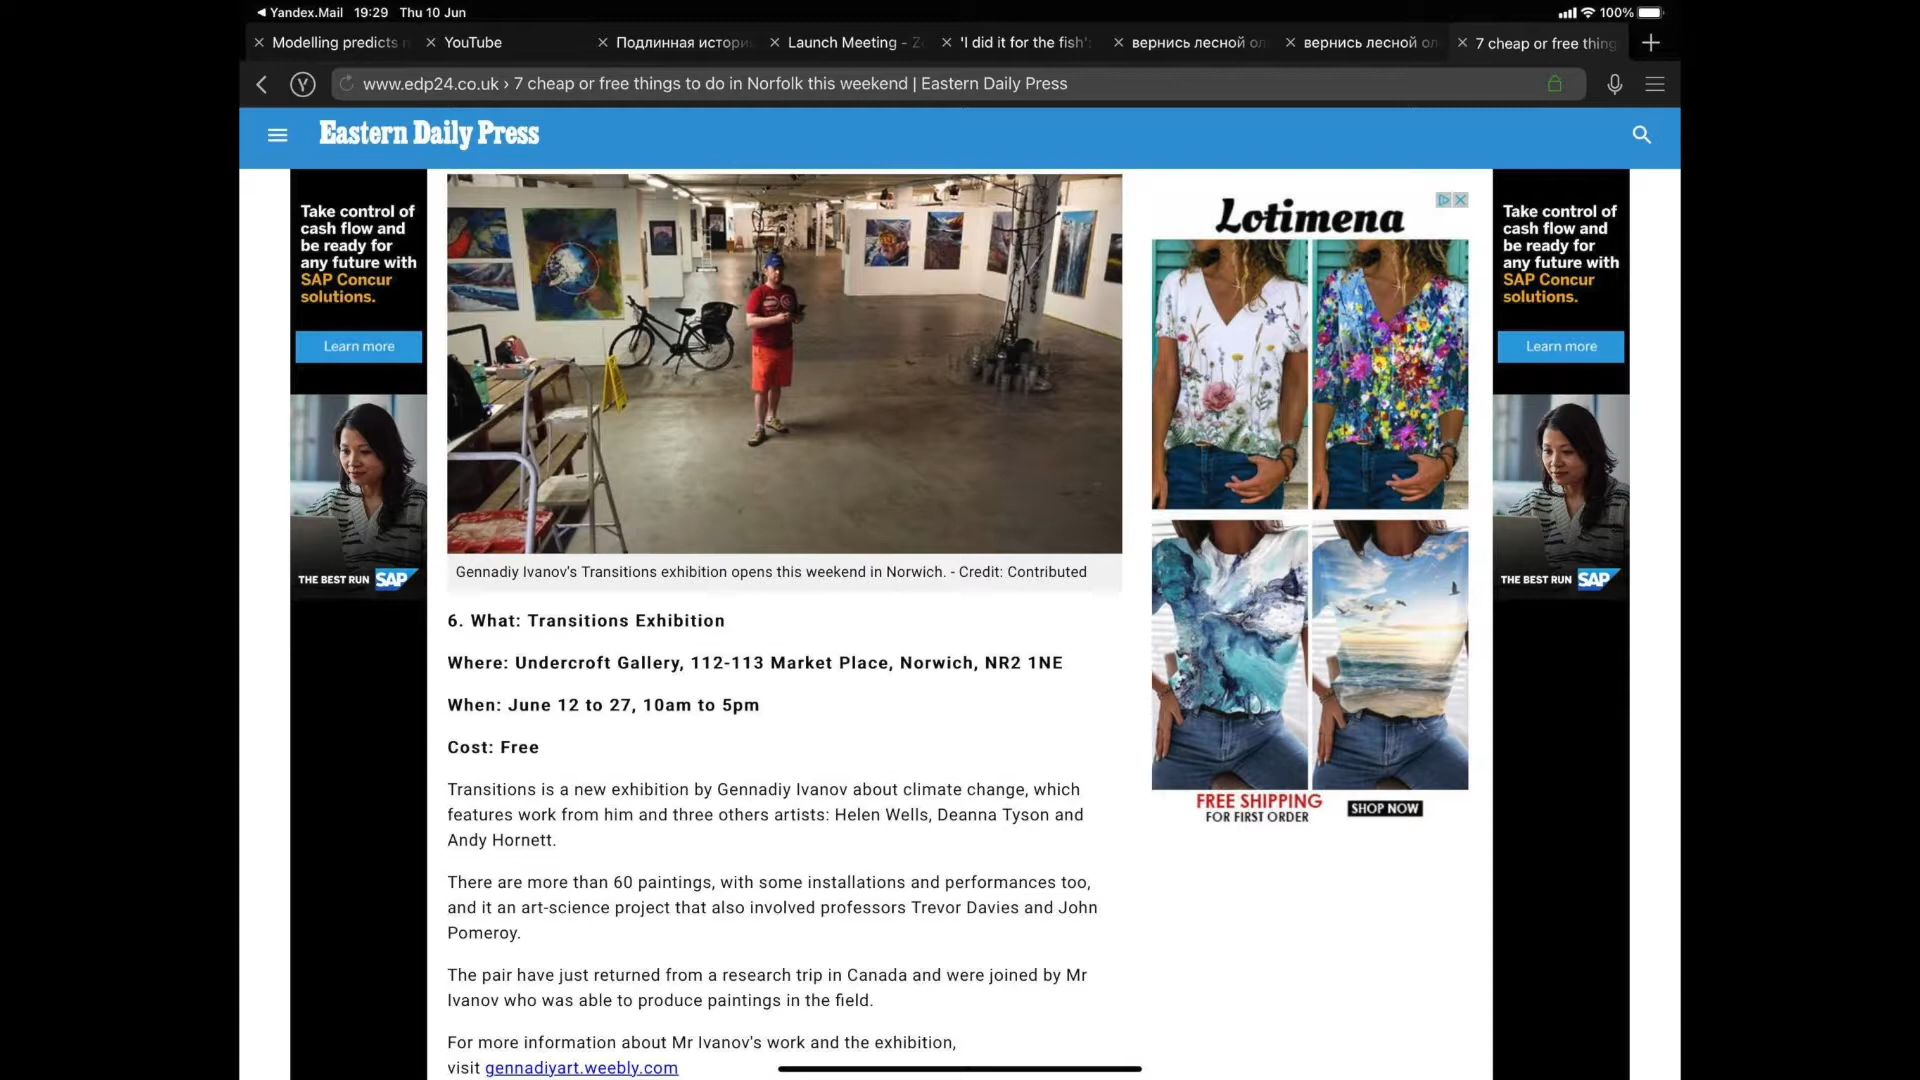 Yandex.Mail 19:29 Thu 10 Jun
100%
Modelling predicts
YouTube
Подлинная истори
Launch Meeting - Z
'I did it for the fish'
вернись лесной ол
вернись лесной ол
7 cheap or free thing
www.edp24.co.uk › 7 cheap or free things to do in Norfolk this weekend | Eastern Daily Press
Eastern Daily Press
Take control of
cash flow and
be ready for
any future with
SAP Concur
solutions.
Learn more
THE BEST RUN SAP
Gennadiy Ivanov's Transitions exhibition opens this weekend in Norwich. - Credit: Contributed
6. What: Transitions Exhibition
Where: Undercroft Gallery, 112-113 Market Place, Norwich, NR2 1NE
When: June 12 to 27, 10am to 5pm
Cost: Free
Transitions is a new exhibition by Gennadiy Ivanov about climate change, which
features work from him and three others artists: Helen Wells, Deanna Tyson and
Andy Hornett.
There are more than 60 paintings, with some installations and performances too,
and it an art-science project that also involved professors Trevor Davies and John
Pomeroy.
The pair have just returned from a research trip in Canada and were joined by Mr
Ivanov who was able to produce paintings in the field.
For more information about Mr Ivanov's work and the exhibition,
visit gennadiyart.weebly.com
Lotimena
FREE SHIPPING
FOR FIRST ORDER
SHOP NOW
Take control of
cash flow and
be ready for
any future with
SAP Concur
solutions.
Learn more
THE BEST RUN SAP